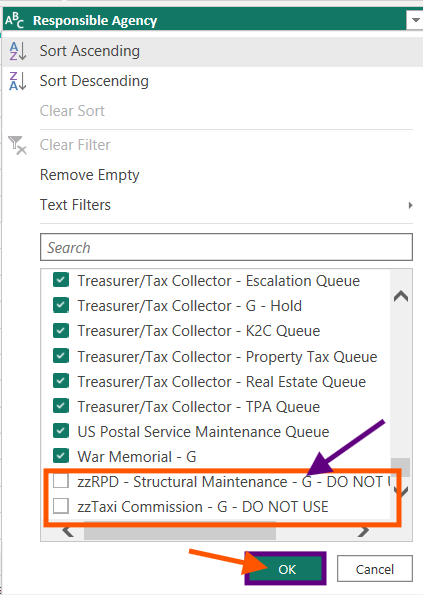 ABC Responsible Agency
AZ Sort Ascending
ZA Sort Descending
Clear Sort
Clear Filter
Remove Empty
Text Filters
Search
Treasurer/Tax Collector - Escalation Queue
Treasurer/Tax Collector - G - Hold
Treasurer/Tax Collector - K2C Queue
Treasurer/Tax Collector - Property Tax Queue
Treasurer/Tax Collector - Real Estate Queue
Treasurer/Tax Collector - TPA Queue
US Postal Service Maintenance Queue
War Memorial - G
zzRPD - Structural Maintenance - G - DO NOT
zzTaxi Commission - G - DO NOT USE
OK
Cancel